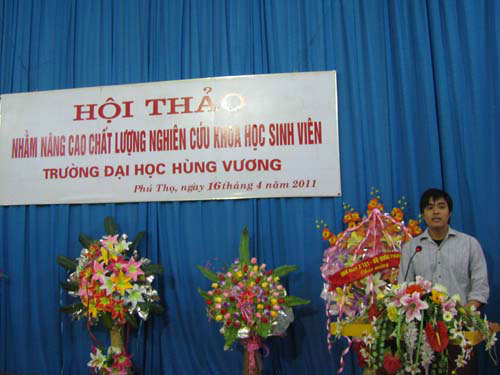 HỘI THẢO
NHẰM NÂNG CAO CHẤT LƯỢNG NGHIÊN CỨU KHOA HỌC SINH VIÊN
TRƯỜNG ĐẠI HỌC HÙNG VƯƠNG
Phú Thọ, ngày 16 tháng 4 năm 2011